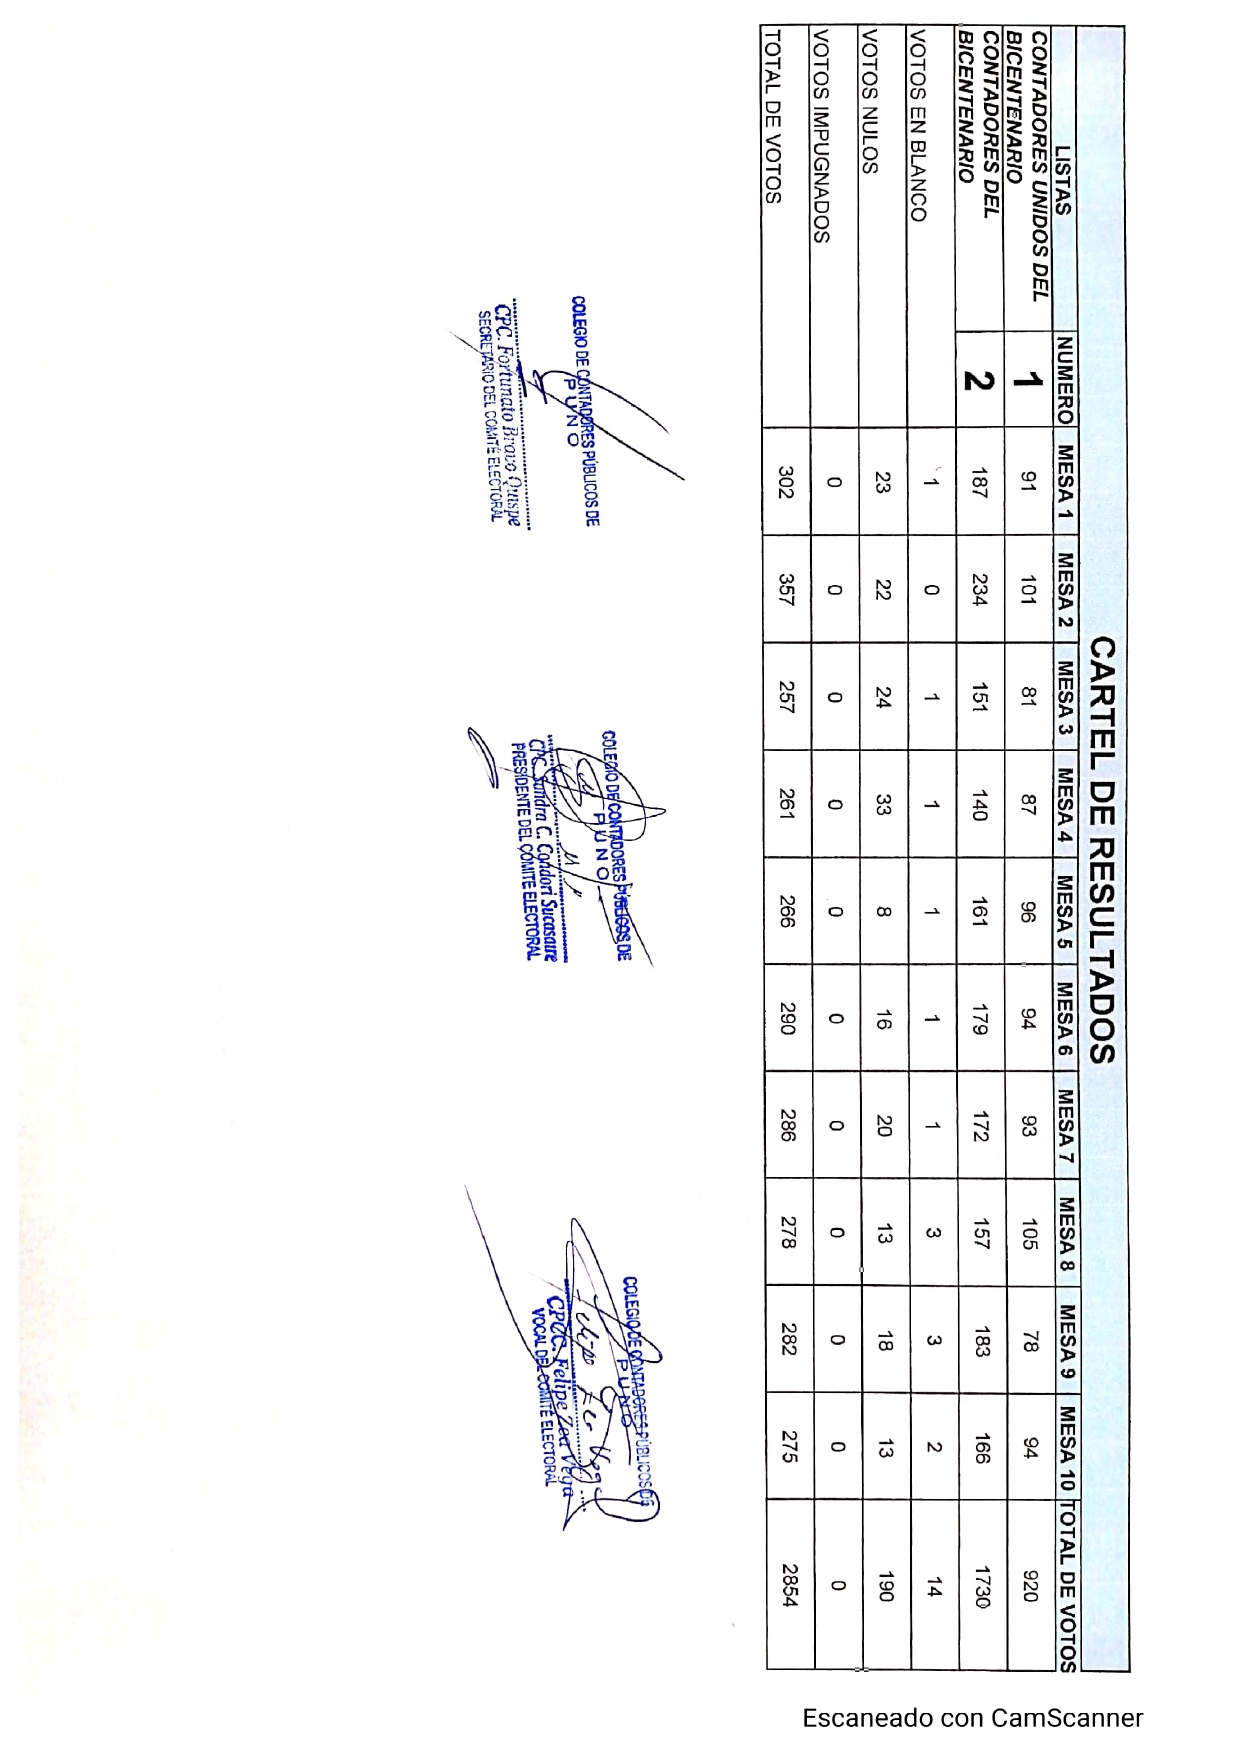 CARTEL DE RESULTADOS
LISTAS NUMERO MESA 1 MESA 2 MESA 3 MESA 4 MESA 5 MESA 6 MESA 7 MESA 8 MESA 9 MESA 10 TOTAL DE VOTOS
CONTADORES UNIDOS DEL
BICENTENARIO 1 91 101 81 87 96 94 93 105 78 94 920
CONTADORES DEL
BICENTENARIO 2 187 234 151 140 161 179 172 157 183 166 1730
VOTOS EN BLANCO 1 0 1 1 1 1 1 3 3 2 14
VOTOS NULOS 23 22 24 33 8 16 20 13 18 13 190
VOTOS IMPUGNADOS 0 0 0 0 0 0 0 0 0 0 0
TOTAL DE VOTOS 302 357 257 261 266 290 286 278 282 275 2854
COLEGIO DE CONTADORES PÚBLICOS DE
PUNO
CPC. Fortunato Bravo Quispe
SECRETARIO DEL COMITÉ ELECTORAL
COLEGIO DE CONTADORES PÚBLICOS DE
PUNO
CPC. Sandra C. Condori Sucasaire
PRESIDENTE DEL COMITE ELECTORAL
COLEGIO DE CONTADORES PÚBLICOS DE
PUNO
Felipe Zea Vega
CPCC. Felipe Zea Vega
VOCAL DEL COMITÉ ELECTORAL
Escaneado con CamScanner